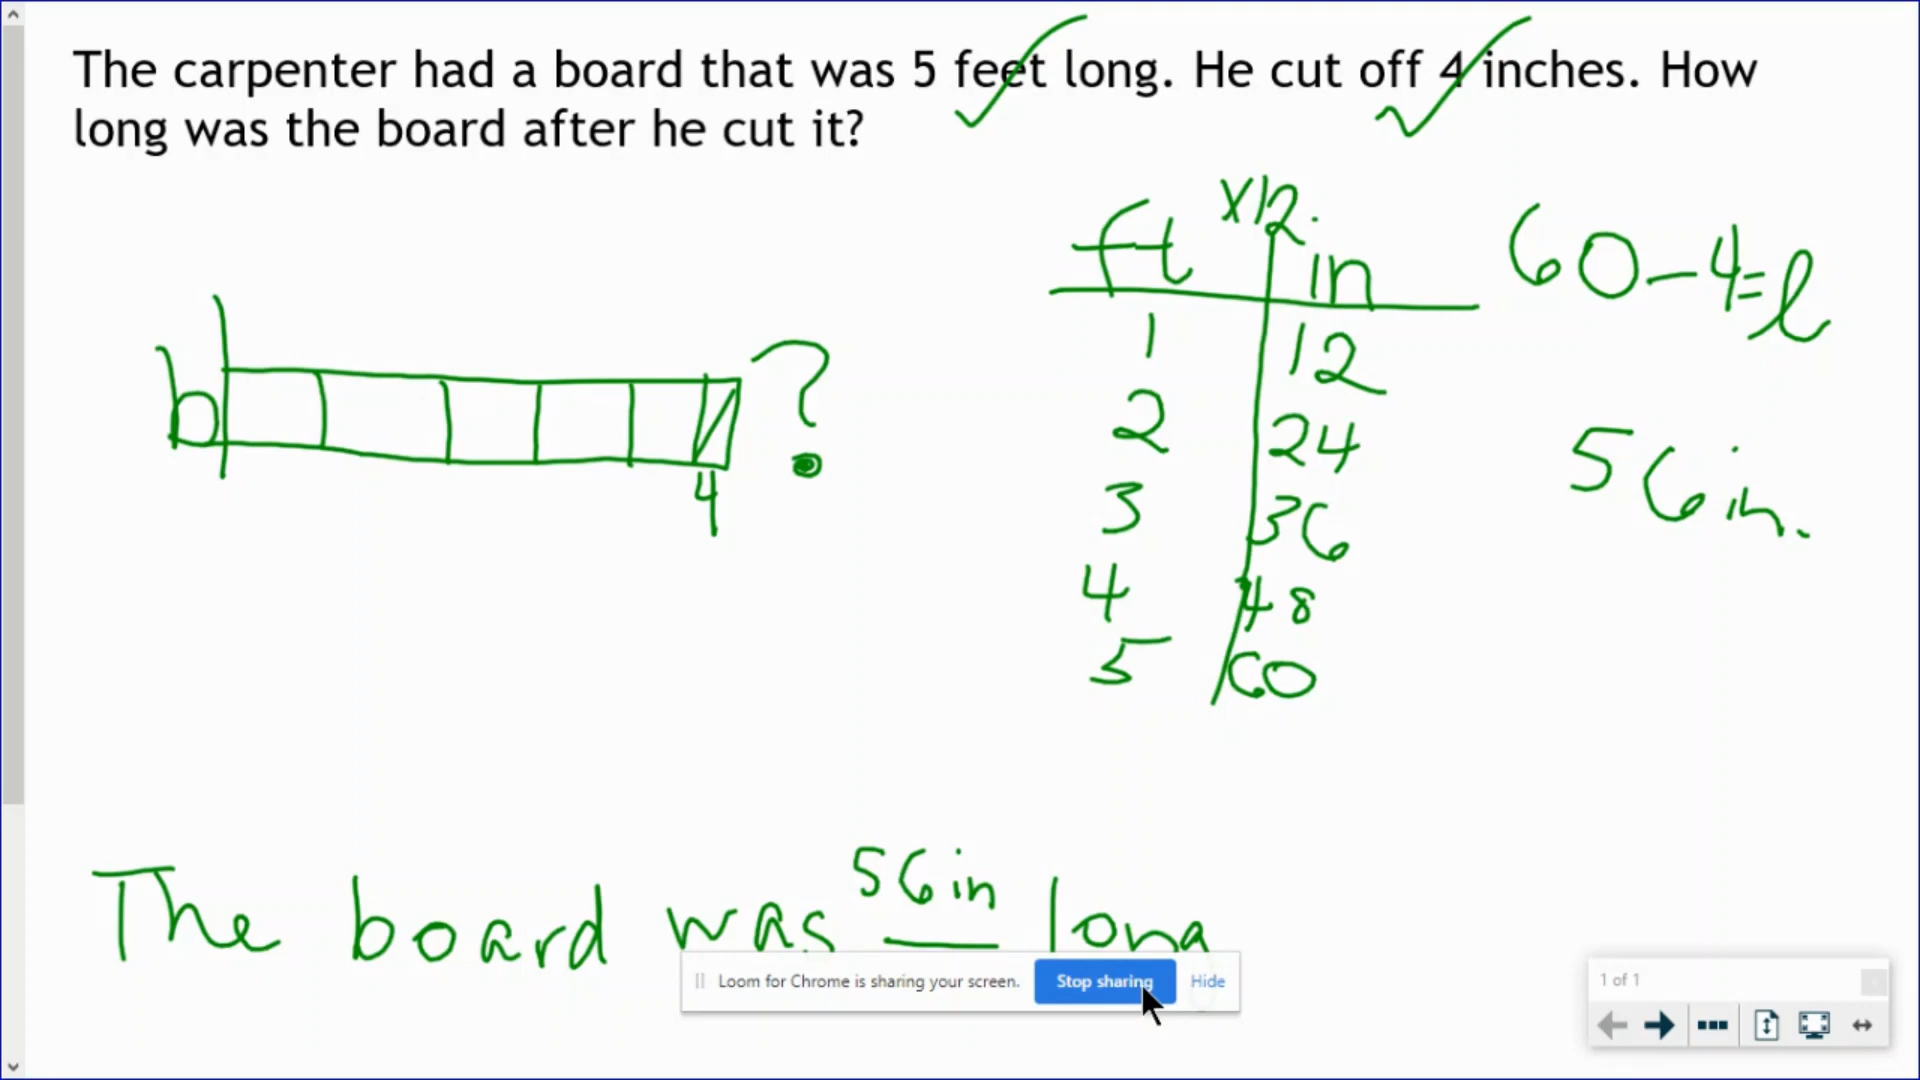 The carpenter had a board that was 5 feet long. He cut off 4 inches. How
long was the board after he cut it?
b
?
4
x12
ft in
1 12
2 24
3 36
4 48
5 60
60-4=l
56 in.
The board was 56 in long
Loom for Chrome is sharing your screen. Stop sharing Hide
1 of 1